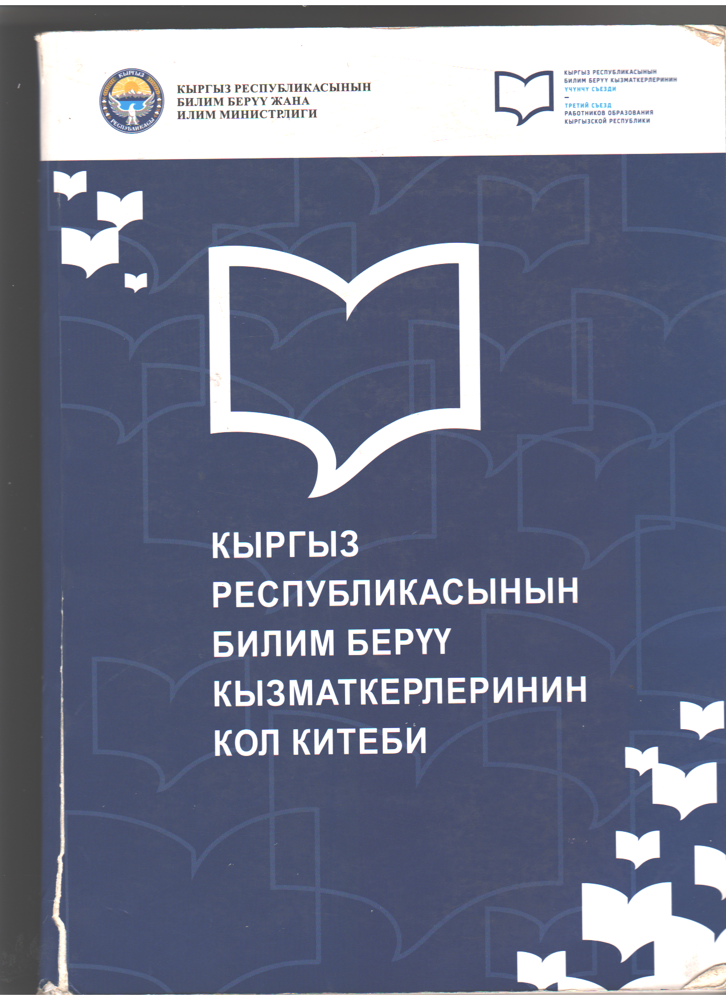 КЫРГЫЗ
РЕСПУБЛИКАСЫ
КЫРГЫЗ РЕСПУБЛИКАСЫНЫН
БИЛИМ БЕРҮҮ ЖАНА
ИЛИМ МИНИСТРЛИГИ
КЫРГЫЗ РЕСПУБЛИКАСЫНЫН
БИЛИМ БЕРҮҮ КЫЗМАТКЕРЛЕРИНИН
ҮЧҮНЧҮ СЪЕЗДИ
–
ТРЕТИЙ СЪЕЗД
РАБОТНИКОВ ОБРАЗОВАНИЯ
КЫРГЫЗСКОЙ РЕСПУБЛИКИ
КЫРГЫЗ
РЕСПУБЛИКАСЫНЫН
БИЛИМ БЕРҮҮ
КЫЗМАТКЕРЛЕРИНИН
КОЛ КИТЕБИ